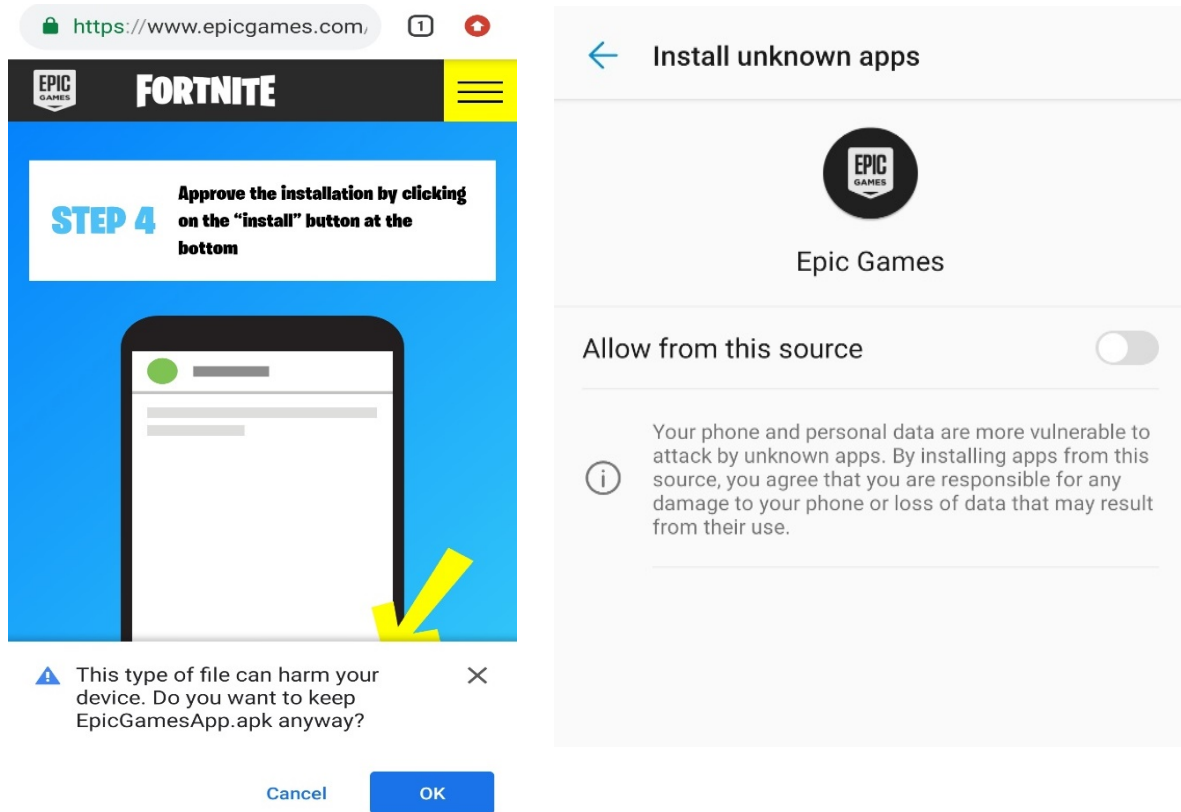 https://www.epicgames.com/
1
EPIC
GAMES
FORTNITE
STEP 4
Approve the installation by clicking
on the “install” button at the
bottom
This type of file can harm your
device. Do you want to keep
EpicGamesApp.apk anyway?
Cancel
OK
Install unknown apps
EPIC
GAMES
Epic Games
Allow from this source
Your phone and personal data are more vulnerable to
attack by unknown apps. By installing apps from this
source, you agree that you are responsible for any
damage to your phone or loss of data that may result
from their use.